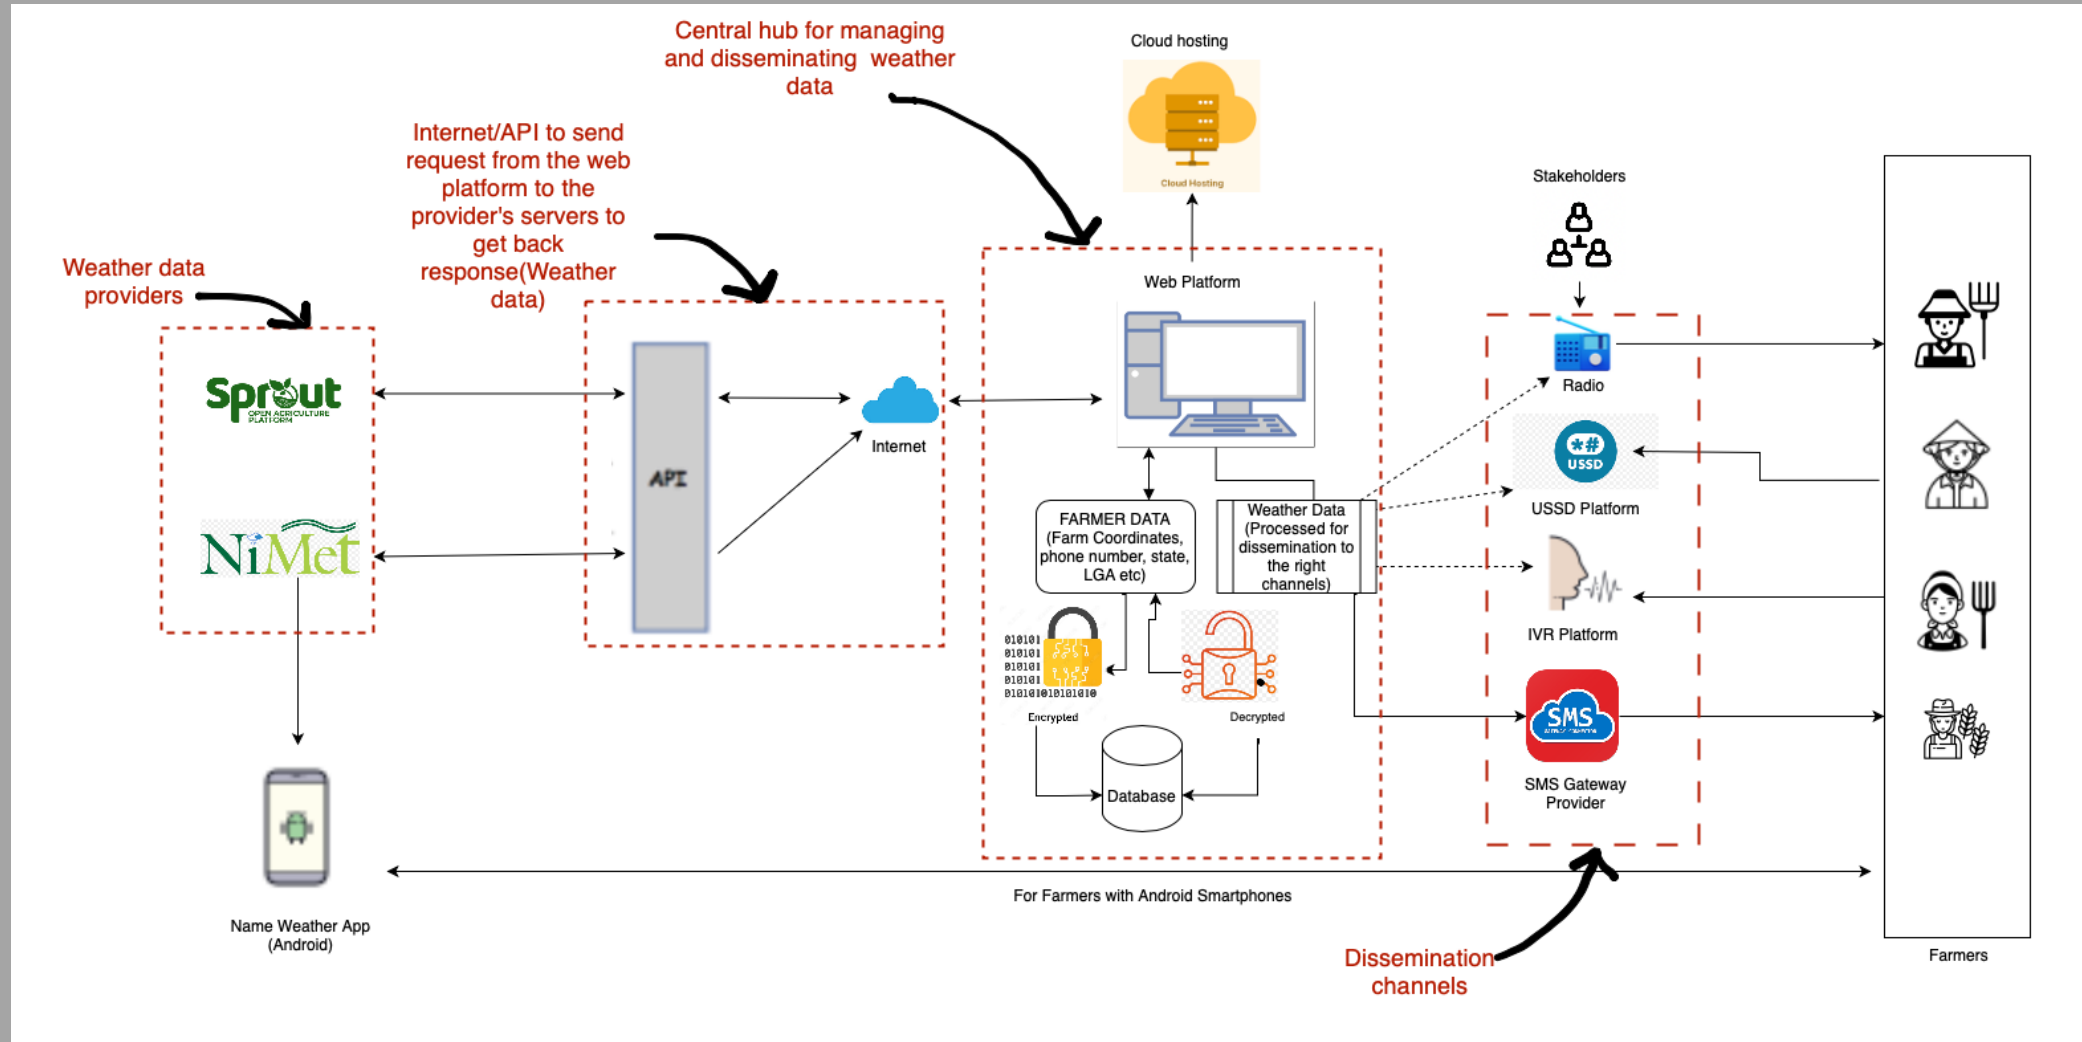 Central hub for managing
and disseminating weather
data
Cloud hosting
Cloud Hosting
Internet/API to send
request from the web
platform to the
provider's servers to
get back
response(Weather
data)
Weather data
providers
Stakeholders
Web Platform
Sprout
OPEN AGRICULTURE
PLATFORM
NiMet
API
Internet
Radio
*#
USSD
USSD Platform
FARMER DATA
(Farm Coordinates,
phone number, state,
LGA etc)
Weather Data
(Processed for
dissemination to
the right
channels)
IVR Platform
010101
010101
010101
010101
01010101010101010
Encrypted
Decrypted
Database
SMS
SMS Gateway
Provider
For Farmers with Android Smartphones
Name Weather App
(Android)
Dissemination
channels
Farmers